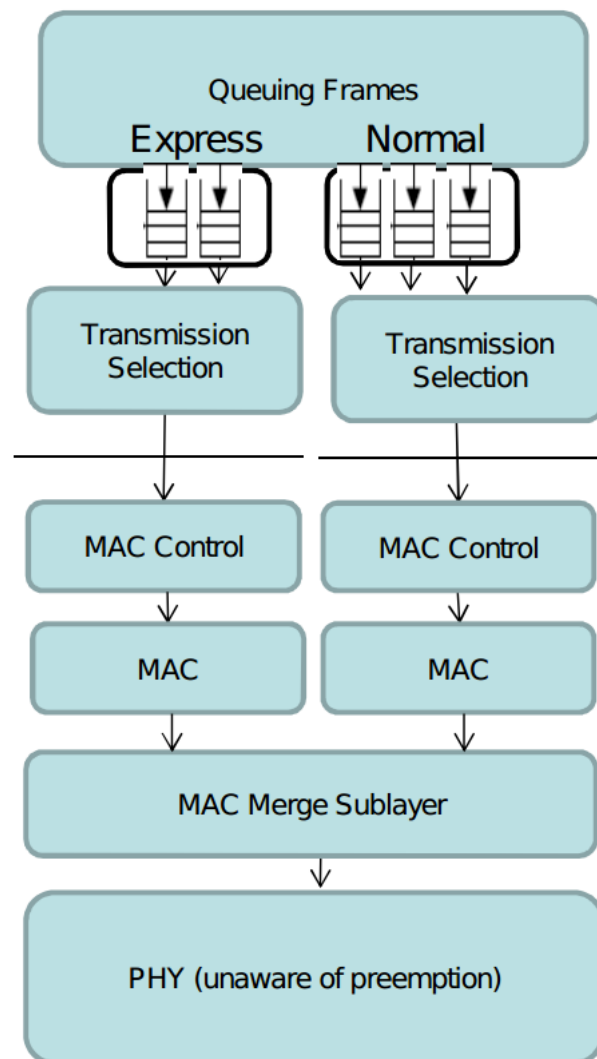 Queuing Frames
Express Normal
Transmission
Selection
Transmission
Selection
MAC Control
MAC Control
MAC
MAC
MAC Merge Sublayer
PHY (unaware of preemption)